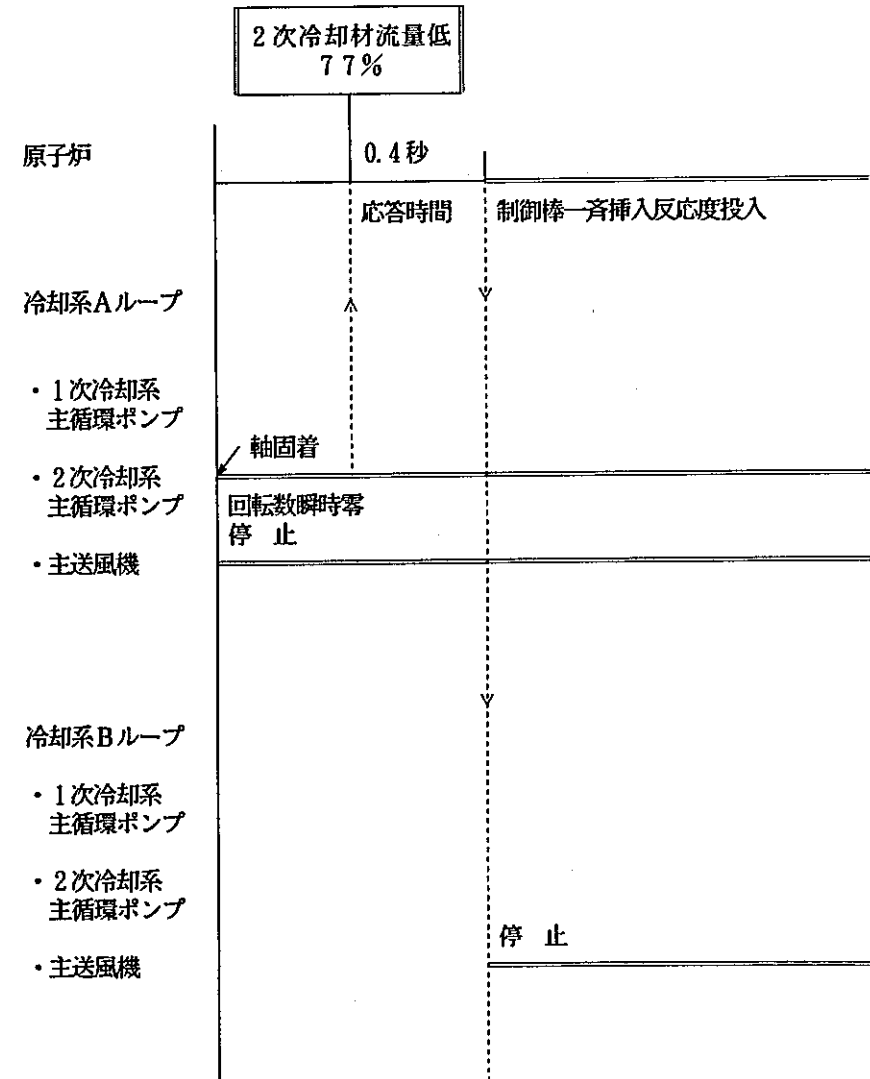 ２次冷却材流量低
７７％
原子炉
0.4秒
応答時間
制御棒一斉挿入反応度投入
冷却系Aループ
・１次冷却系
主循環ポンプ
軸固着
・２次冷却系
主循環ポンプ
回転数瞬時零
停　止
・主送風機
冷却系Bループ
・１次冷却系
主循環ポンプ
・２次冷却系
主循環ポンプ
停　止
・主送風機